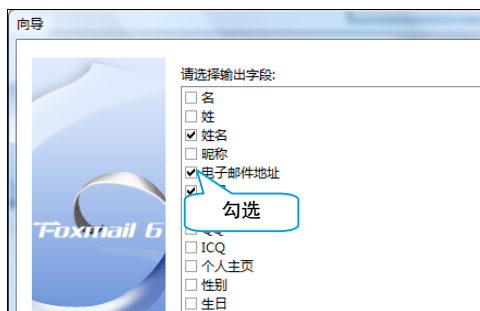 向导
请选择输出字段:
名
姓
姓名
昵称
电子邮件地址
勾选
Foxmail 6
ICQ
个人主页
性别
生日